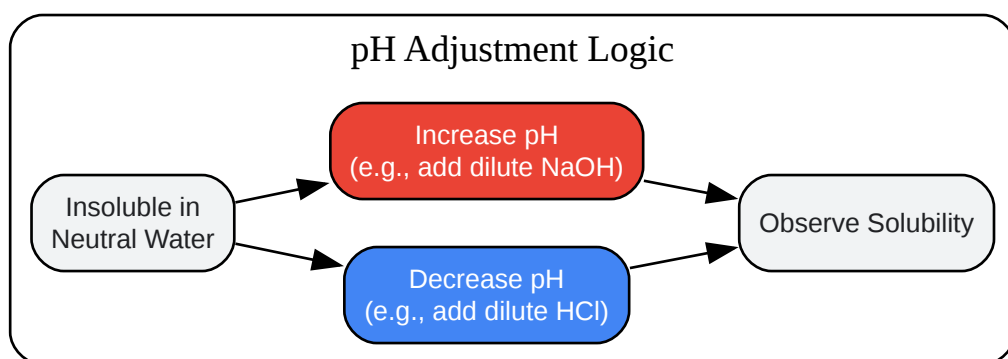 pH Adjustment Logic
Insoluble in
Neutral Water
Increase pH
(e.g., add dilute NaOH)
Decrease pH
(e.g., add dilute HCl)
Observe Solubility